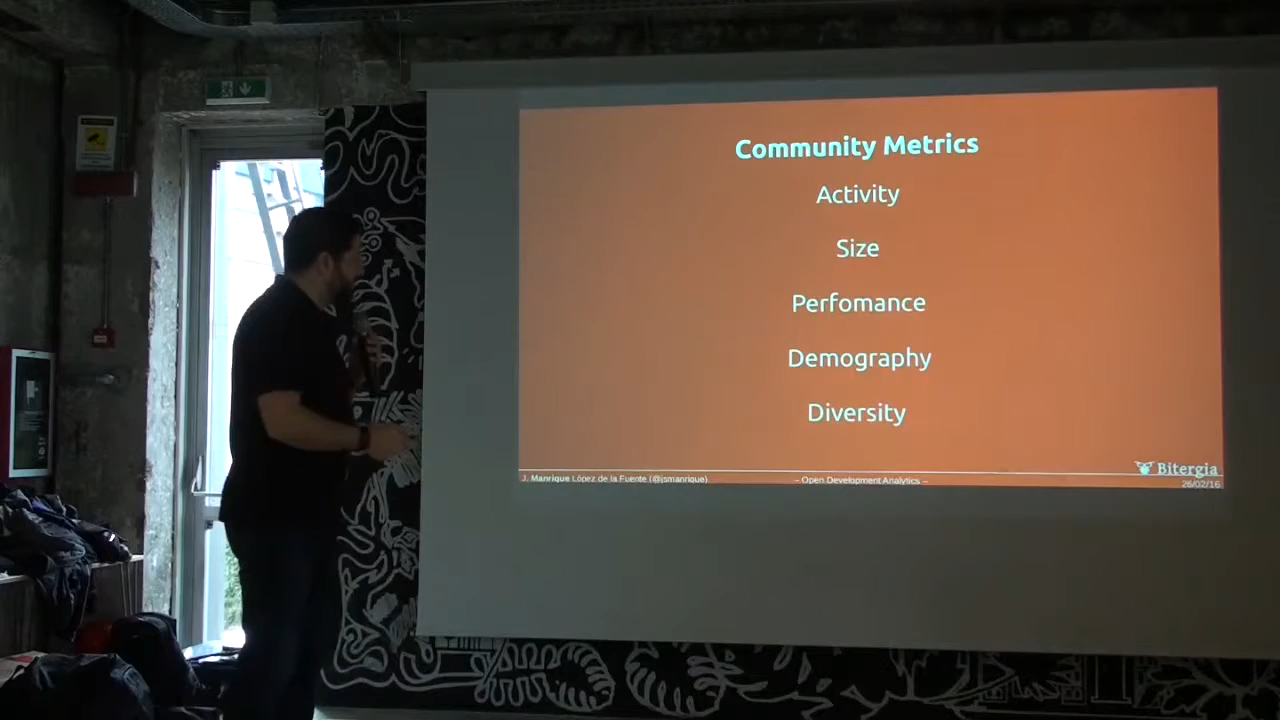 Community Metrics
Activity
Size
Perfomance
Demography
Diversity
Bitergia
J. Manrique López de la Fuente (@jsmanrique)
– Open Development Analytics –
26/02/16